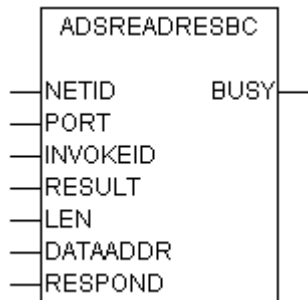 ADSREADRESBC
NETID BUSY
PORT
INVOKEID
RESULT
LEN
DATAADDR
RESPOND